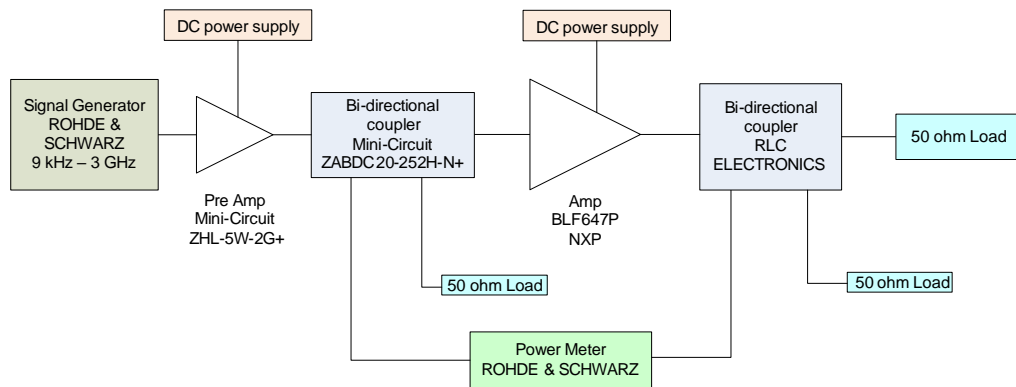 DC power supply
DC power supply
Signal Generator
ROHDE &
SCHWARZ
9 kHz – 3 GHz
Bi-directional
coupler
Mini-Circuit
ZABDC20-252H-N+
Bi-directional
coupler
RLC
ELECTRONICS
50 ohm Load
Pre Amp
Mini-Circuit
ZHL-5W-2G+
Amp
BLF647P
NXP
50 ohm Load
50 ohm Load
Power Meter
ROHDE & SCHWARZ